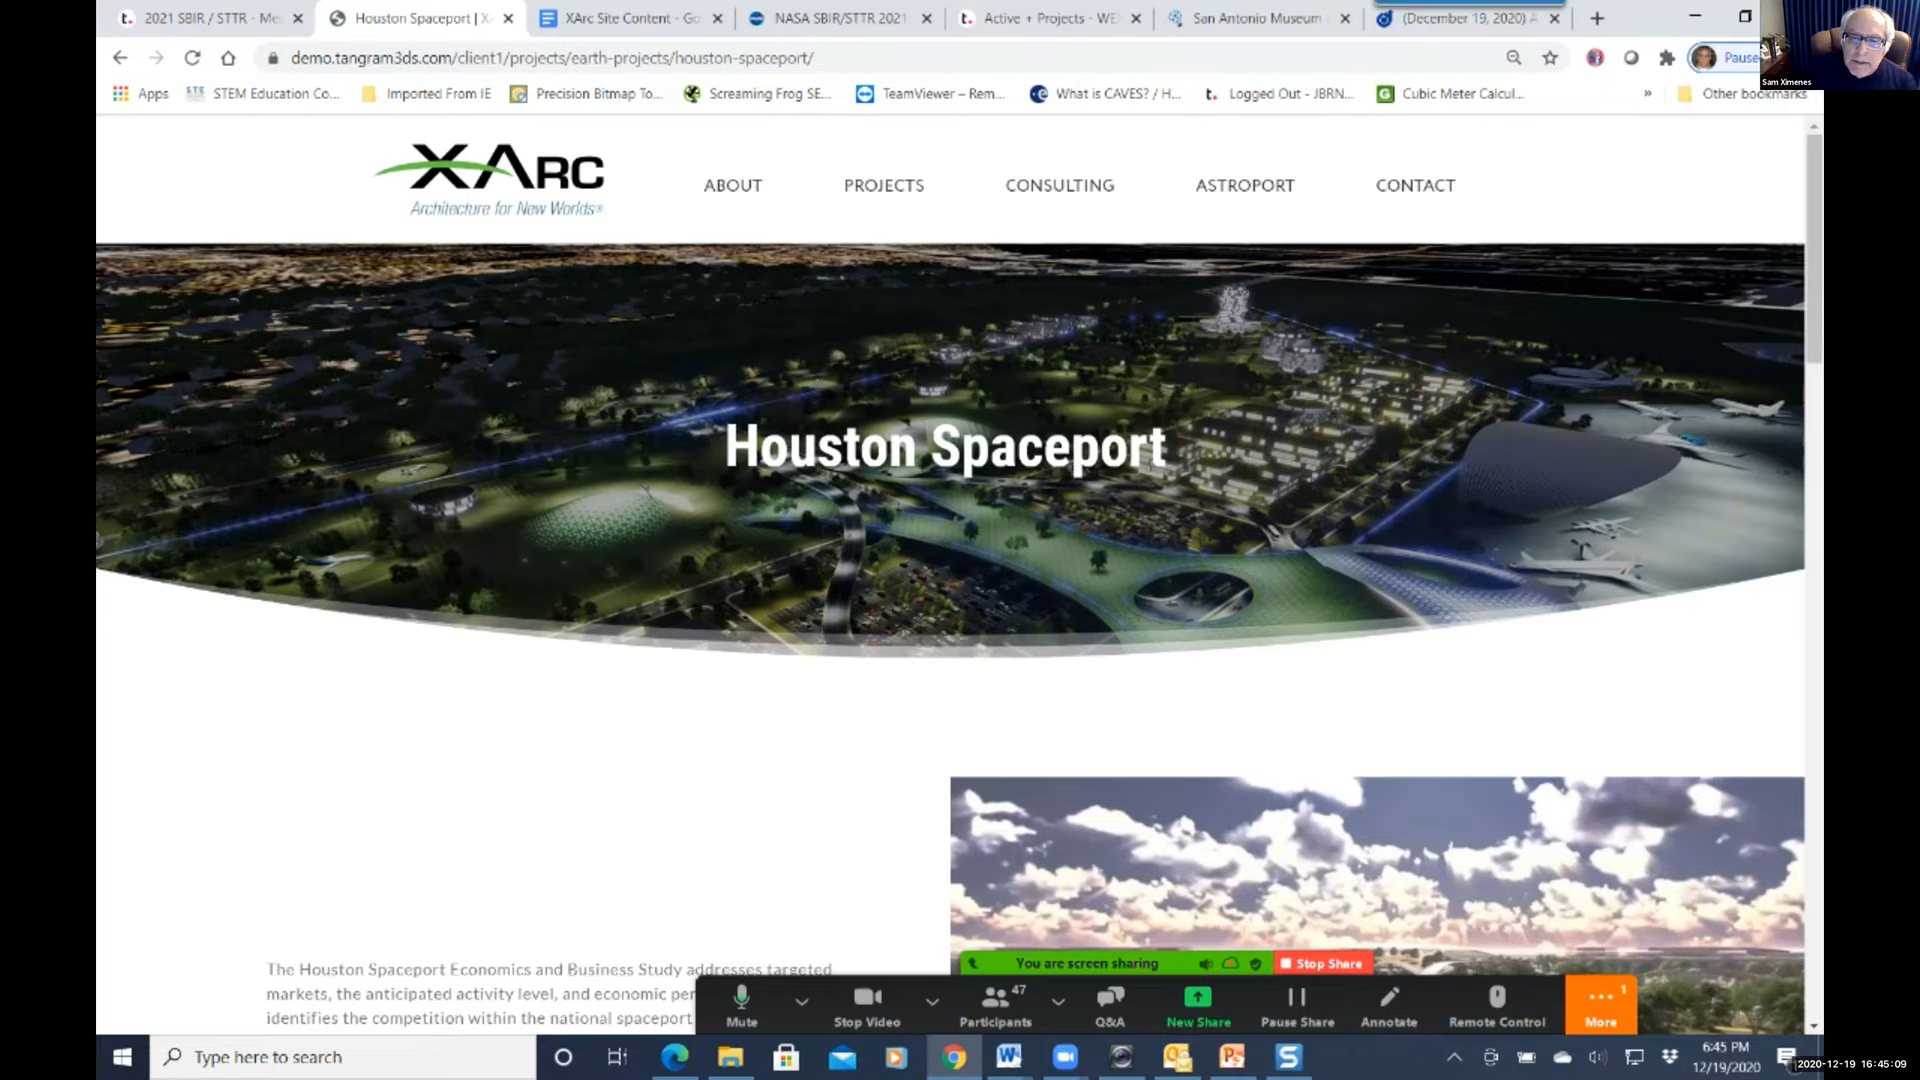 2021 SBIR / STTR - Me
Houston Spaceport | X
XArc Site Content - Go
NASA SBIR/STTR 2021
Active + Projects - WE
San Antonio Museum
(December 19, 2020) A
demo.tangram3ds.com/client1/projects/earth-projects/houston-spaceport/
Pause
Sam Ximenes
Apps
STEM Education Co...
Imported From IE
Precision Bitmap To...
Screaming Frog SE...
TeamViewer – Rem...
What is CAVES? / H...
Logged Out - JBRN...
Cubic Meter Calcul...
»
Other bookmarks
XARC
Architecture for New Worlds®
ABOUT
PROJECTS
CONSULTING
ASTROPORT
CONTACT
Houston Spaceport
The Houston Spaceport Economics and Business Study addresses targeted
markets, the anticipated activity level, and economic per
identifies the competition within the national spaceport
You are screen sharing
Stop Share
47
1
Mute
Stop Video
Participants
Q&A
New Share
Pause Share
Annotate
Remote Control
More
Type here to search
6:45 PM
12/19/2020
2020-12-19 16:45:09